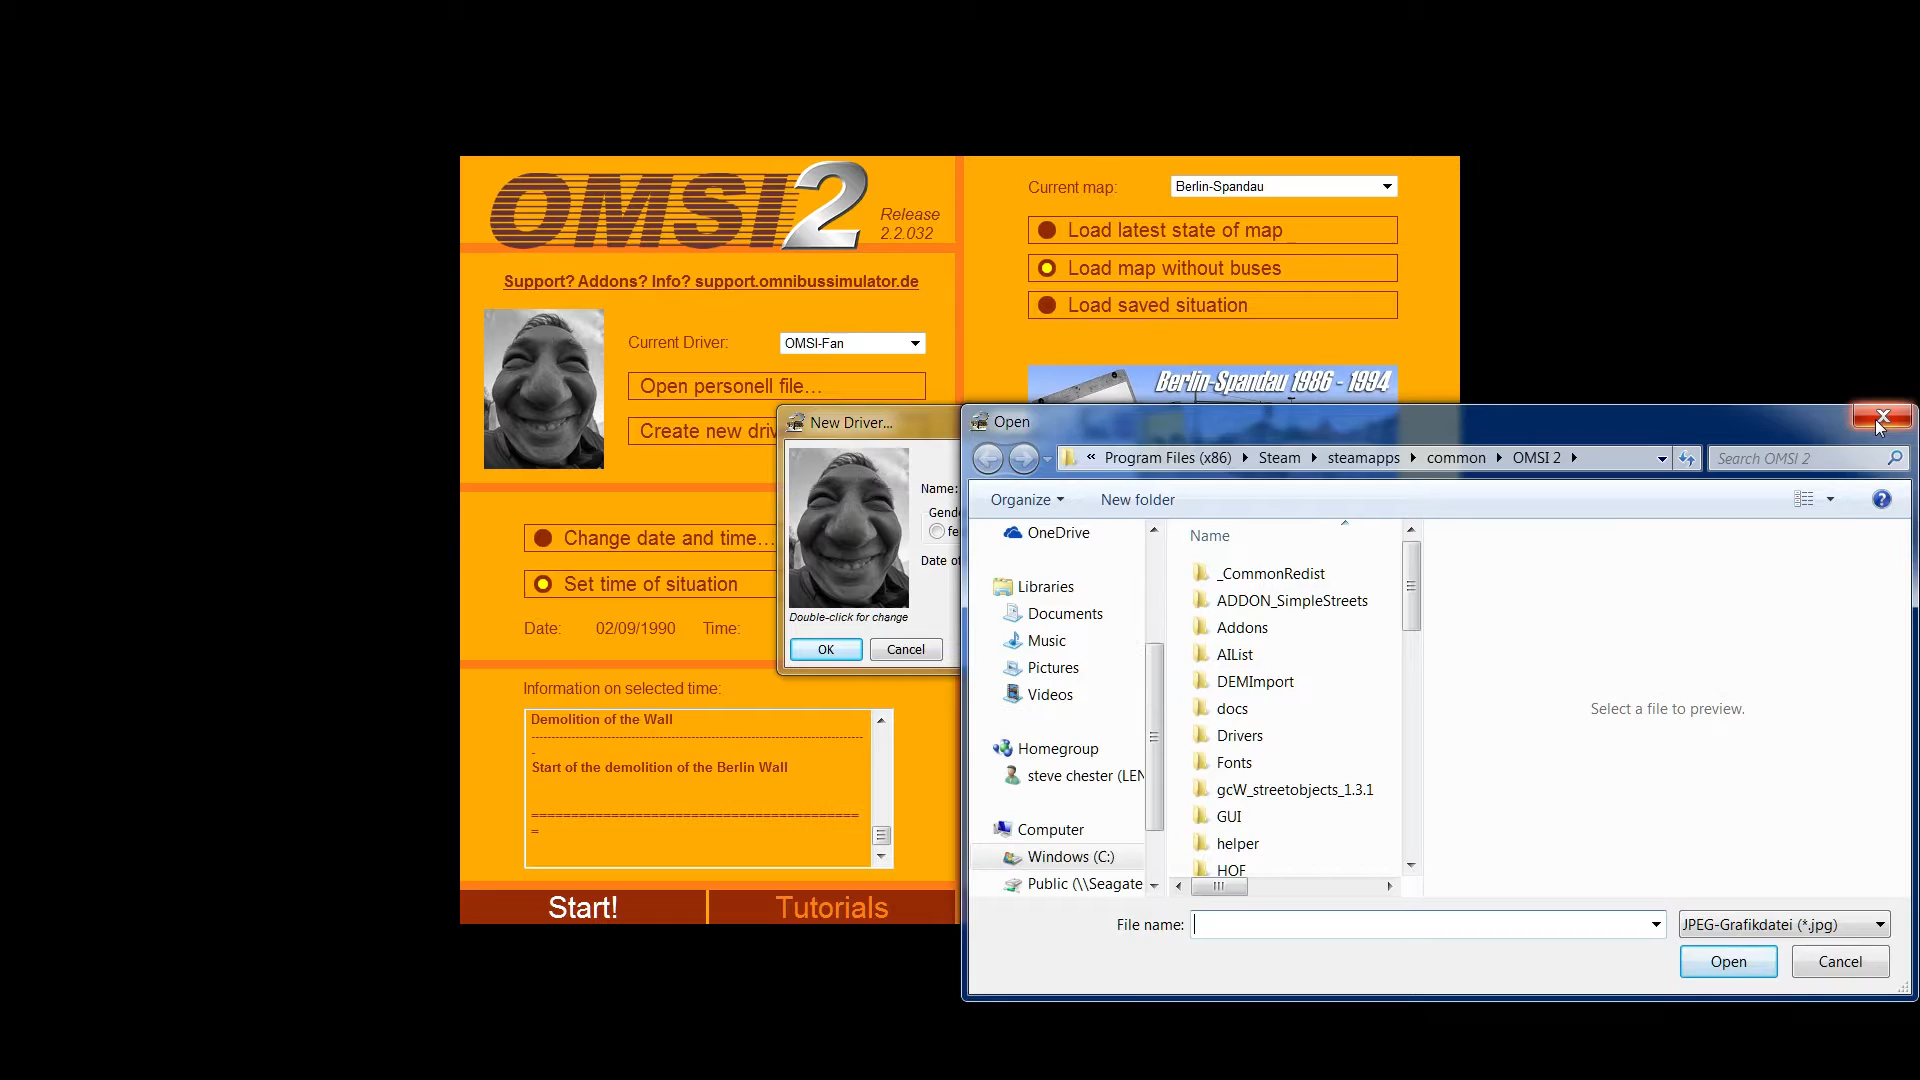 OMSI 2
Release
2.2.032
Support? Addons? Info? support.omnibussimulator.de
Current Driver:
OMSI-Fan
Open personell file...
Create new driv
Change date and time...
Set time of situation
Date:
02/09/1990
Time:
Information on selected time:
Demolition of the Wall
Start of the demolition of the Berlin Wall
Start!
Tutorials
Current map:
Berlin-Spandau
Load latest state of map
Load map without buses
Load saved situation
Berlin-Spandau 1986 - 1994
New Driver...
Name:
Gende
fe
Date of
Double-click for change
OK
Cancel
Open
« Program Files (x86) Steam steamapps common OMSI 2
Search OMSI 2
Organize
New folder
OneDrive
Libraries
Documents
Music
Pictures
Videos
Homegroup
steve chester (LEN
Computer
Windows (C:)
Public (\\Seagate
Name
_CommonRedist
ADDON_SimpleStreets
Addons
AIList
DEMImport
docs
Drivers
Fonts
gcW_streetobjects_1.3.1
GUI
helper
HOF
Select a file to preview.
File name:
JPEG-Grafikdatei (*.jpg)
Open
Cancel